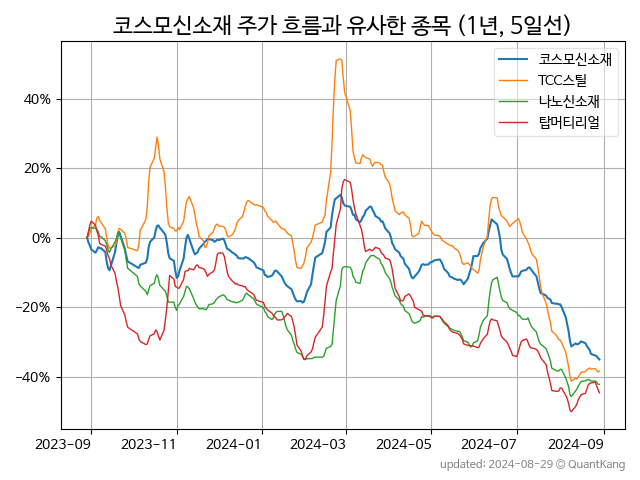 코스모신소재 주가 흐름과 유사한 종목 (1년, 5일선)
코스모신소재
TCC스틸
나노신소재
탑머티리얼
40%
20%
0%
−20%
−40%
2023-09 2023-11 2024-01 2024-03 2024-05 2024-07 2024-09
updated: 2024-08-29 © QuantKang